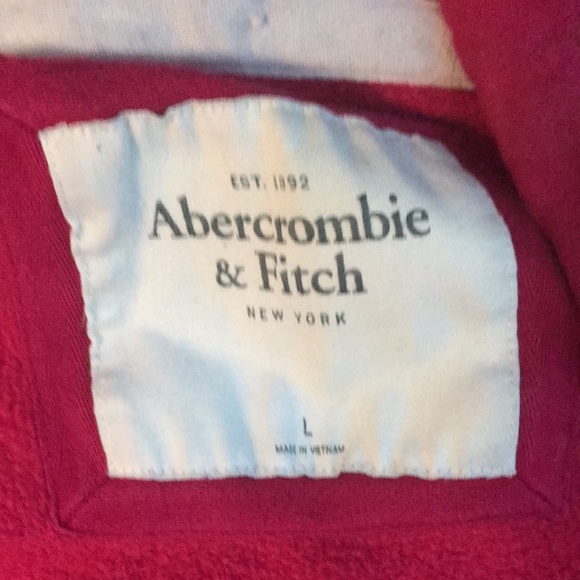 EST. 1892
Abercrombie
& Fitch
NEW YORK
L
MADE IN VIETNAM